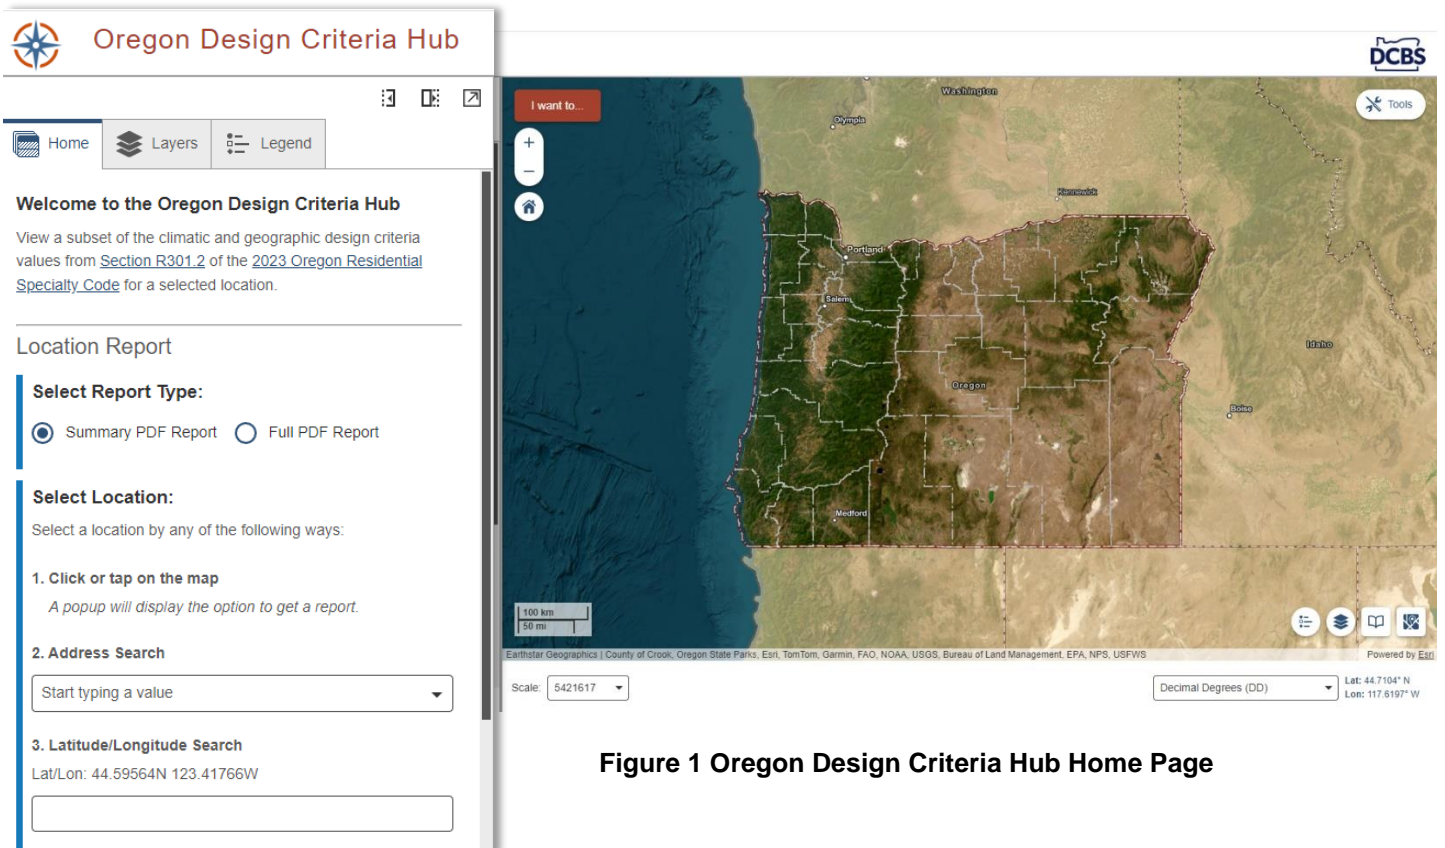 Oregon Design Criteria Hub
DCBS
Home
Layers
Legend
Welcome to the Oregon Design Criteria Hub
View a subset of the climatic and geographic design criteria
values from Section R301.2 of the 2023 Oregon Residential
Specialty Code for a selected location.
Location Report
Select Report Type:
Summary PDF Report
Full PDF Report
Select Location:
Select a location by any of the following ways:
1. Click or tap on the map
A popup will display the option to get a report.
2. Address Search
Start typing a value
3. Latitude/Longitude Search
Lat/Lon: 44.59564N 123.41766W
I want to...
+
−
Tools
Washington
Olympia
Kennewick
Portland
Salem
Idaho
Oregon
Boise
Medford
100 km
50 mi
Earthstar Geographics | County of Crook, Oregon State Parks, Esri, TomTom, Garmin, FAO, NOAA, USGS, Bureau of Land Management, EPA, NPS, USFWS
Powered by Esri
Scale: 5421617
Decimal Degrees (DD)
Lat: 44.7104° N
Lon: 117.6197° W
Figure 1 Oregon Design Criteria Hub Home Page